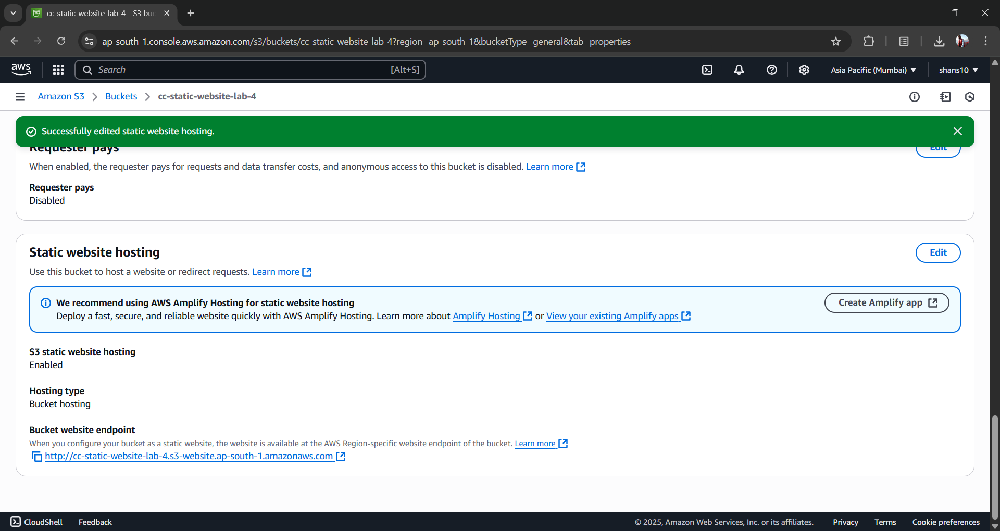 cc-static-website-lab-4 - S3 buc
ap-south-1.console.aws.amazon.com/s3/buckets/cc-static-website-lab-4?region=ap-south-1&bucketType=general&tab=properties
aws
Search
[Alt+S]
Asia Pacific (Mumbai)
shans10
Amazon S3
Buckets
cc-static-website-lab-4
Successfully edited static website hosting.
Requester pays
Edit
When enabled, the requester pays for requests and data transfer costs, and anonymous access to this bucket is disabled. Learn more
Requester pays
Disabled
Static website hosting
Edit
Use this bucket to host a website or redirect requests. Learn more
We recommend using AWS Amplify Hosting for static website hosting
Create Amplify app
Deploy a fast, secure, and reliable website quickly with AWS Amplify Hosting. Learn more about Amplify Hosting or View your existing Amplify apps
S3 static website hosting
Enabled
Hosting type
Bucket hosting
Bucket website endpoint
When you configure your bucket as a static website, the website is available at the AWS Region-specific website endpoint of the bucket. Learn more
http://cc-static-website-lab-4.s3-website.ap-south-1.amazonaws.com
CloudShell
Feedback
© 2025, Amazon Web Services, Inc. or its affiliates.
Privacy
Terms
Cookie preferences